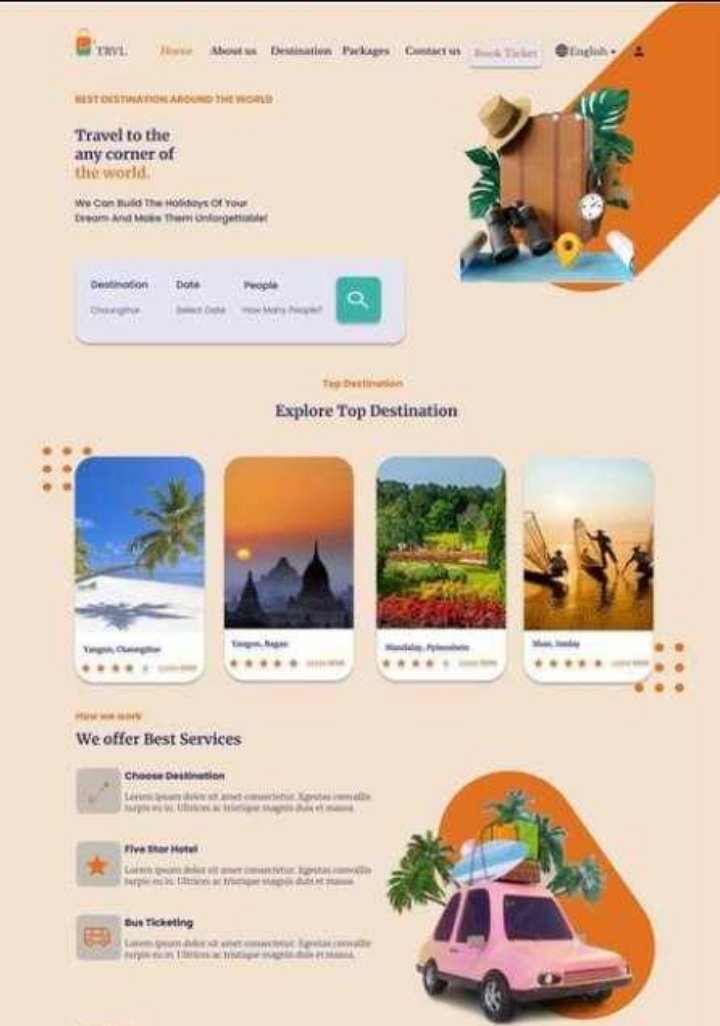 TRVL
Home About us Destination Packages Contact us Book Ticket English
BEST DESTINATION AROUND THE WORLD
Travel to the
any corner of
the world.
We Can Build The Holidays Of Your
Dream And Make Them Unforgettable!
Destination Date People
Chaungthar Select Date How Many People?
Top Destination
Explore Top Destination
Yangon, Chaungthar
Yangon, Bagan
Mandalay, Pyinoolwin
How we work
We offer Best Services
Choose Destination
Lorem ipsum dolor sit amet consectetur. Egestas convallis
turpis eu in. Ultrices ac tristique magnis duis et massa.
Five Star Hotel
Lorem ipsum dolor sit amet consectetur. Egestas convallis
turpis eu in. Ultrices ac tristique magnis duis et massa.
Bus Ticketing
Lorem ipsum dolor sit amet consectetur. Egestas convallis
turpis eu in. Ultrices ac tristique magnis duis et massa.